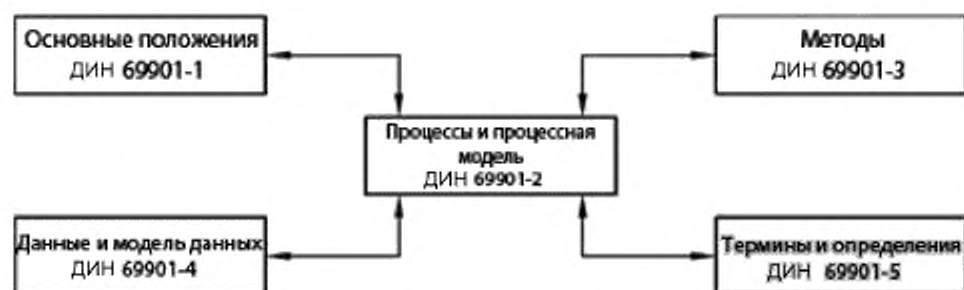 Основные положения
ДИН 69901-1
Методы
ДИН 69901-3
Процессы и процессная
модель
ДИН 69901-2
Данные и модель данных
ДИН 69901-4
Термины и определения
ДИН 69901-5